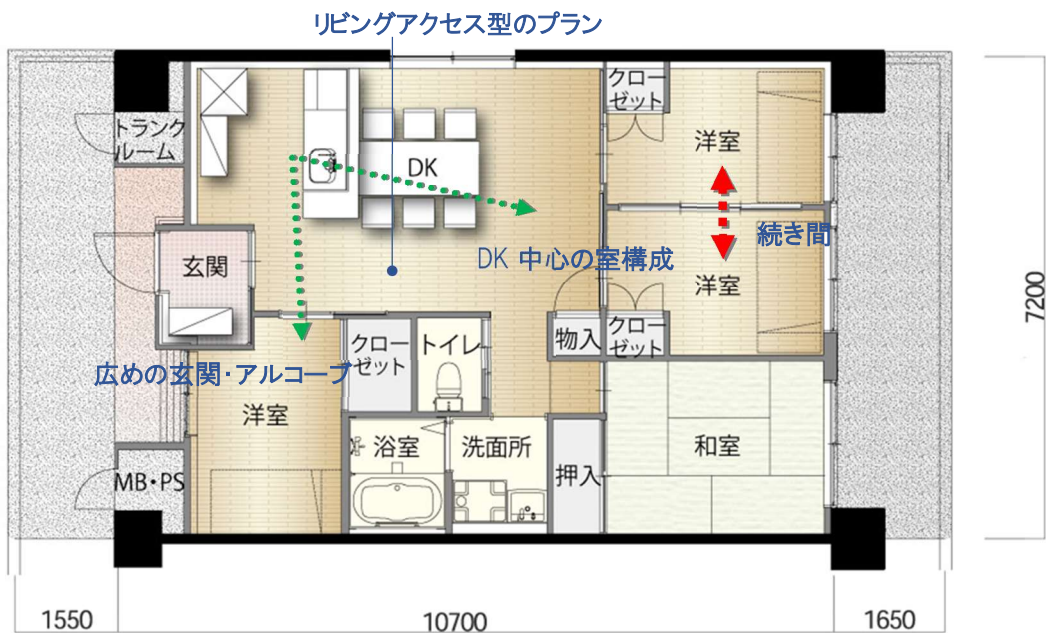 リビングアクセス型のプラン
クロー
ゼット
トランク
ルーム
洋室
DK
続き間
玄関
DK 中心の室構成
洋室
7200
物入
クロー
ゼット
クロー
ゼット
トイレ
広めの玄関・アルコーブ
洋室
浴室
洗面所
和室
押入
MB・PS
1550
10700
1650